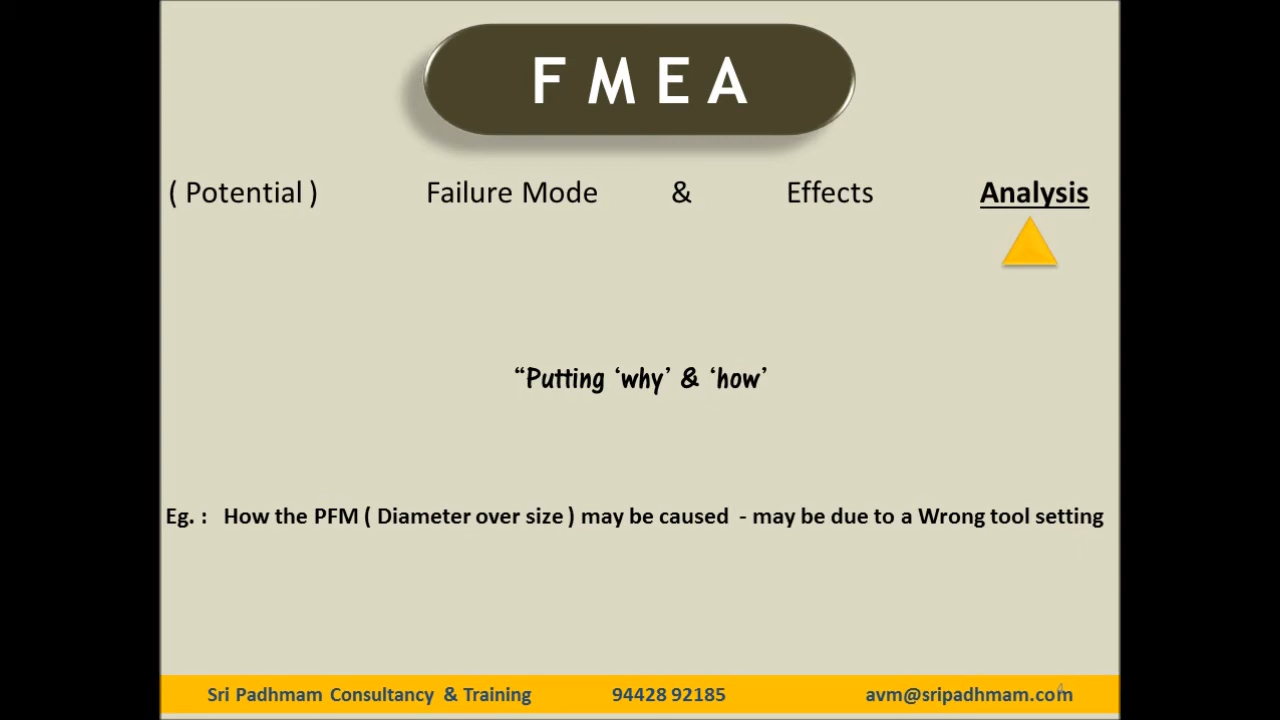 F M E A
( Potential ) Failure Mode & Effects Analysis
“Putting ‘why’ & ‘how’
Eg. : How the PFM ( Diameter over size ) may be caused - may be due to a Wrong tool setting
Sri Padhmam Consultancy & Training 94428 92185 avm@sripadhmam.com